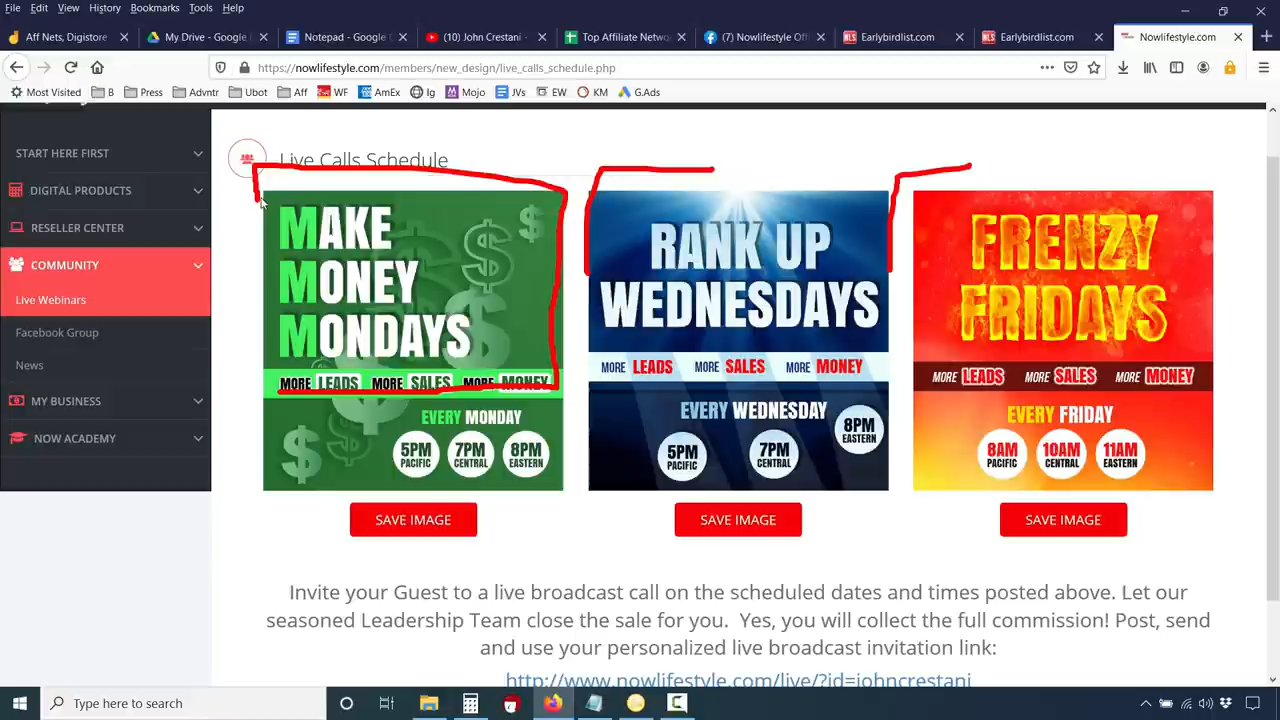 File Edit View History Bookmarks Tools Help
Aff Nets, Digistore
My Drive - Google
Notepad - Google
(10) John Crestani -
Top Affiliate Netwo
(7) Nowlifestyle Off
Earlybirdlist.com
Earlybirdlist.com
Nowlifestyle.com
https://nowlifestyle.com/members/new_design/live_calls_schedule.php
Most Visited B Press Advntr Ubot Aff WF AmEx Ig Mojo JVs EW KM G.Ads
START HERE FIRST
DIGITAL PRODUCTS
RESELLER CENTER
COMMUNITY
Live Webinars
Facebook Group
News
MY BUSINESS
NOW ACADEMY
Live Calls Schedule
MAKE
MONEY
MONDAYS
MORE LEADS MORE SALES MORE MONEY
EVERY MONDAY
5PM PACIFIC
7PM CENTRAL
8PM EASTERN
SAVE IMAGE
RANK UP
WEDNESDAYS
MORE LEADS MORE SALES MORE MONEY
EVERY WEDNESDAY
5PM PACIFIC
7PM CENTRAL
8PM EASTERN
SAVE IMAGE
FRENZY
FRIDAYS
MORE LEADS MORE SALES MORE MONEY
EVERY FRIDAY
8AM PACIFIC
10AM CENTRAL
11AM EASTERN
SAVE IMAGE
Invite your Guest to a live broadcast call on the scheduled dates and times posted above. Let our
seasoned Leadership Team close the sale for you. Yes, you will collect the full commission! Post, send
and use your personalized live broadcast invitation link:
http://www.nowlifestyle.com/live/?id=johncrestani
Type here to search